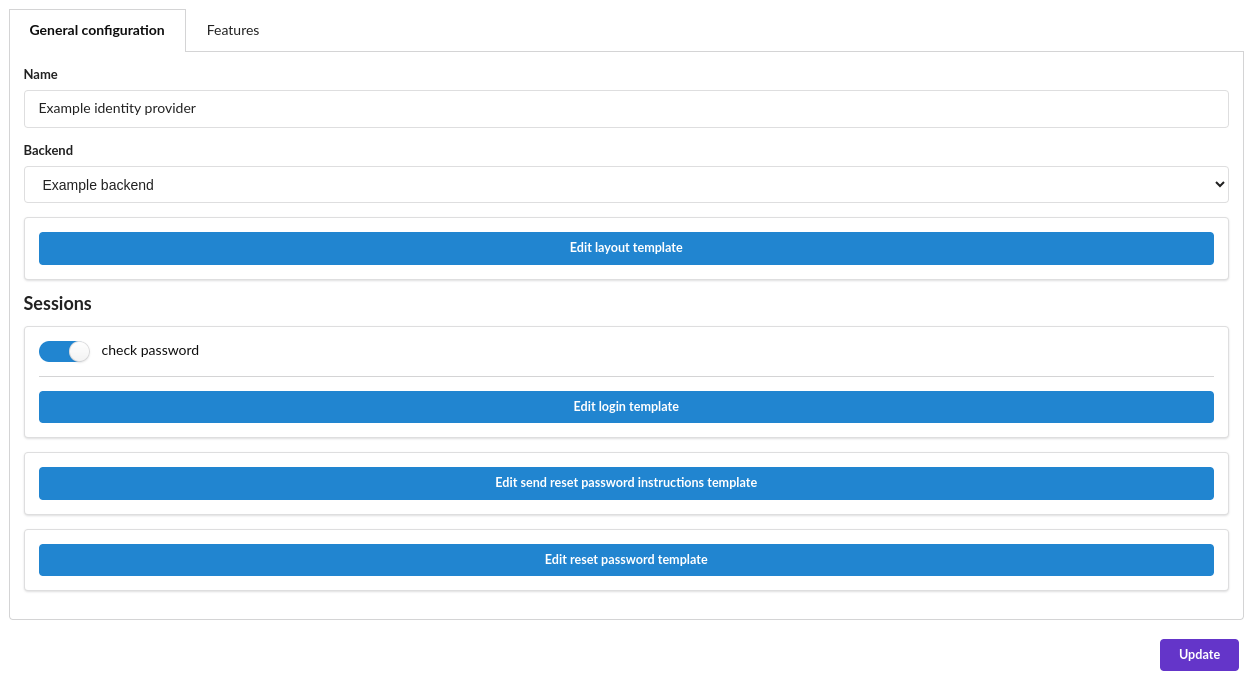 General configuration
Features
Name
Example identity provider
Backend
Example backend
Edit layout template
Sessions
check password
Edit login template
Edit send reset password instructions template
Edit reset password template
Update